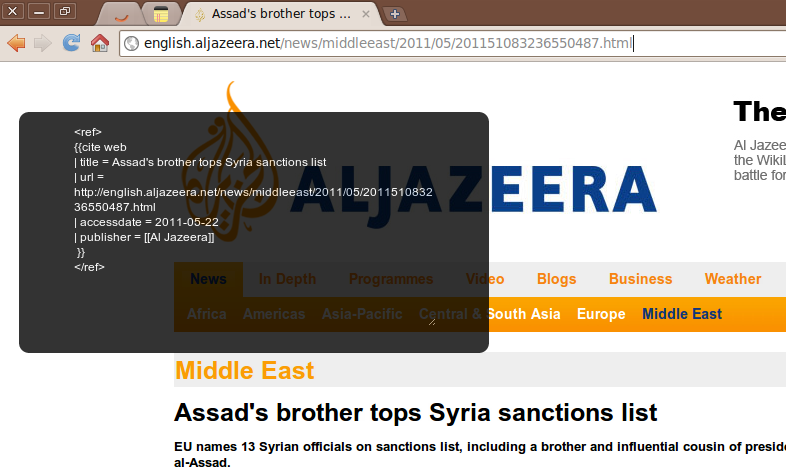 Assad's brother tops ...
english.aljazeera.net/news/middleeast/2011/05/201151083236550487.html
<ref>
{{cite web
| title = Assad's brother tops Syria sanctions list
| url =
http://english.aljazeera.net/news/middleeast/2011/05/2011510832
36550487.html
| accessdate = 2011-05-22
| publisher = [[Al Jazeera]]
}}
</ref>
ALJAZEERA
The
Al Jazee
the WikiL
battle for
News In Depth Programmes Video Blogs Business Weather
Africa Americas Asia-Pacific Central & South Asia Europe Middle East
Middle East
Assad's brother tops Syria sanctions list
EU names 13 Syrian officials on sanctions list, including a brother and influential cousin of preside
al-Assad.